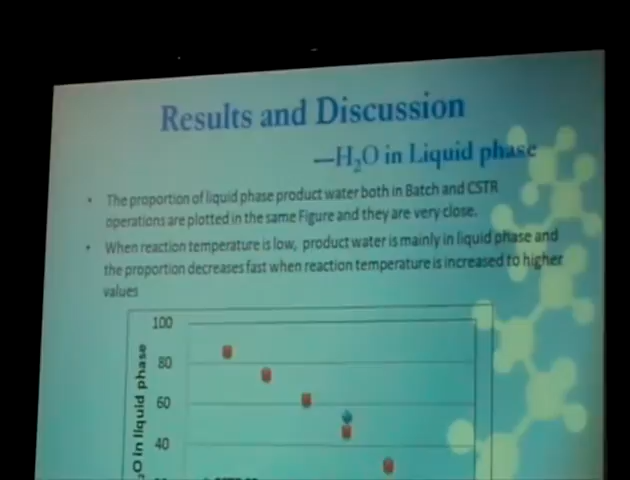 Results and Discussion
—H₂O in Liquid phase
• The proportion of liquid phase product water both in Batch and CSTR
operations are plotted in the same Figure and they are very close.
• When reaction temperature is low, product water is mainly in liquid phase and
the proportion decreases fast when reaction temperature is increased to higher
values
100
80
60
40
₂O in liquid phase